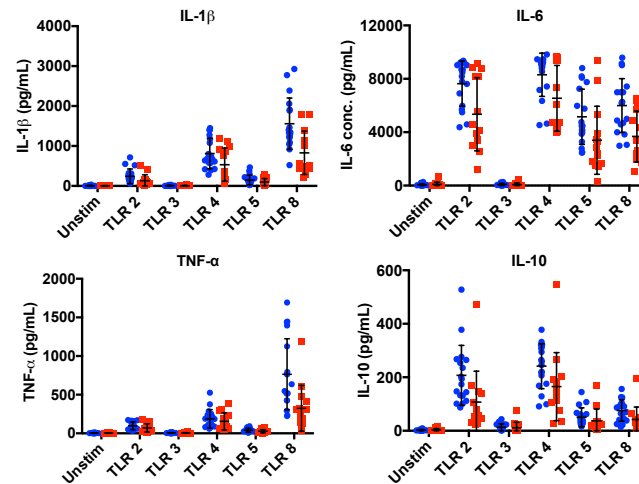 IL-1β
IL-1β (pg/mL)
4000
3000
2000
1000
0
Unstim
TLR 2
TLR 3
TLR 4
TLR 5
TLR 8
IL-6
IL-6 conc. (pg/mL)
12000
8000
4000
0
Unstim
TLR 2
TLR 3
TLR 4
TLR 5
TLR 8
TNF-α
TNF-α (pg/mL)
2000
1500
1000
500
0
Unstim
TLR 2
TLR 3
TLR 4
TLR 5
TLR 8
IL-10
IL-10 (pg/mL)
600
400
200
0
Unstim
TLR 2
TLR 3
TLR 4
TLR 5
TLR 8